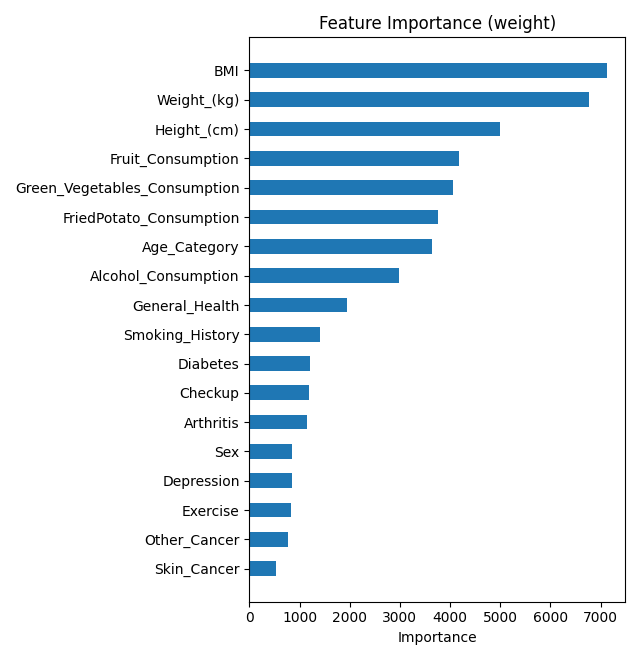 Feature Importance (weight)
BMI
Weight_(kg)
Height_(cm)
Fruit_Consumption
Green_Vegetables_Consumption
FriedPotato_Consumption
Age_Category
Alcohol_Consumption
General_Health
Smoking_History
Diabetes
Checkup
Arthritis
Sex
Depression
Exercise
Other_Cancer
Skin_Cancer
0 1000 2000 3000 4000 5000 6000 7000
Importance